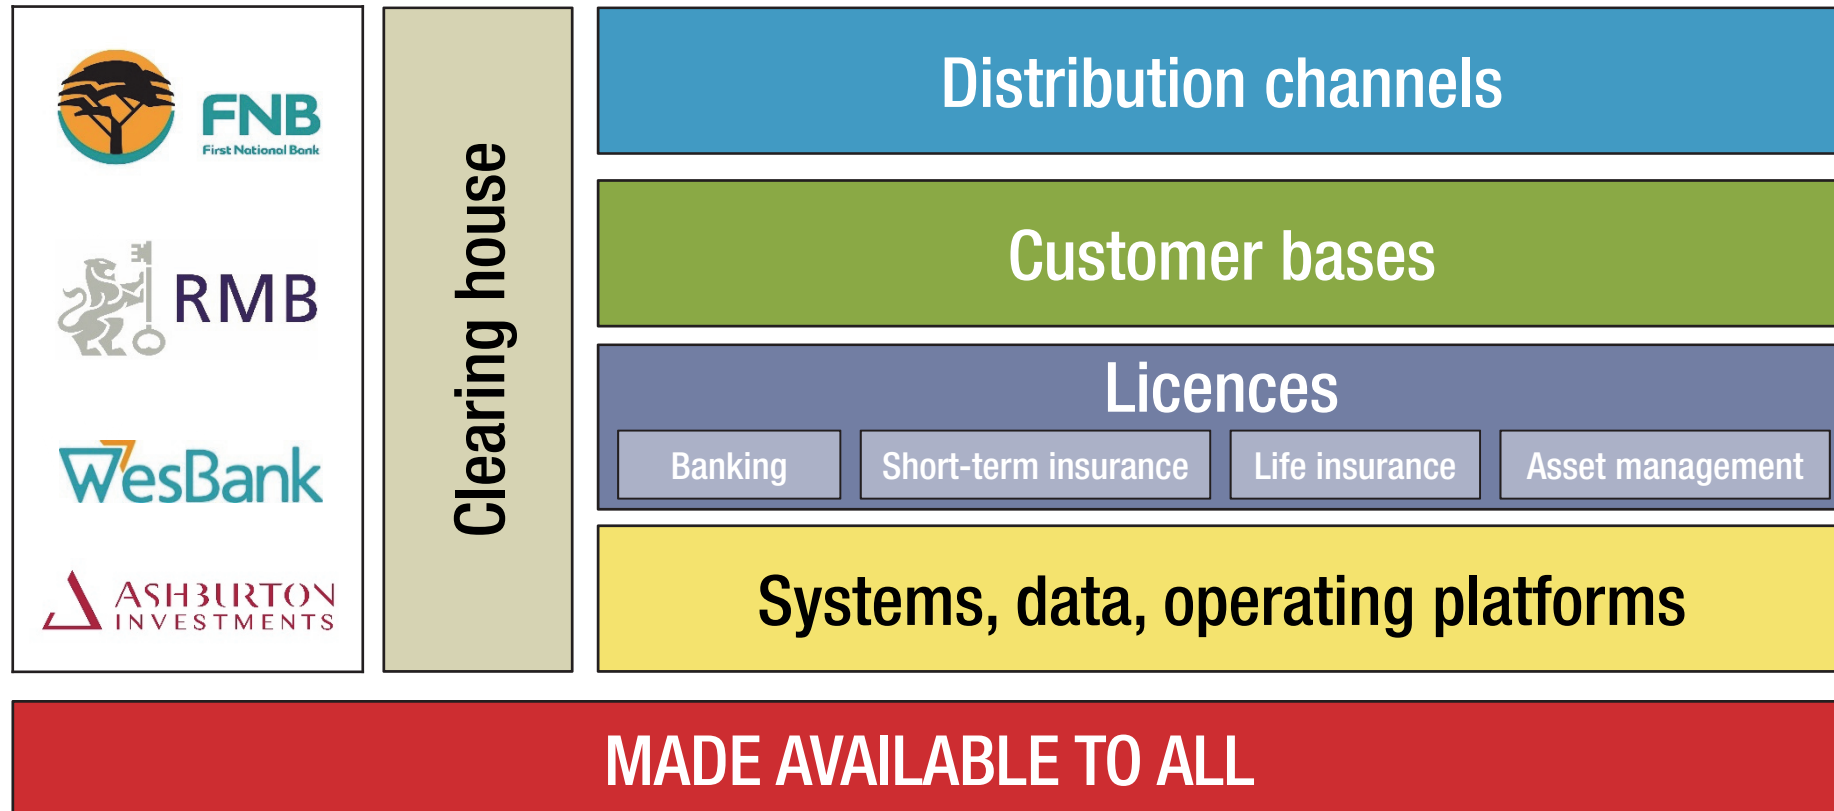 FNB
First National Bank
RMB
WesBank
ASHBURTON
INVESTMENTS
Clearing house
Distribution channels
Customer bases
Licences
Banking
Short-term insurance
Life insurance
Asset management
Systems, data, operating platforms
MADE AVAILABLE TO ALL